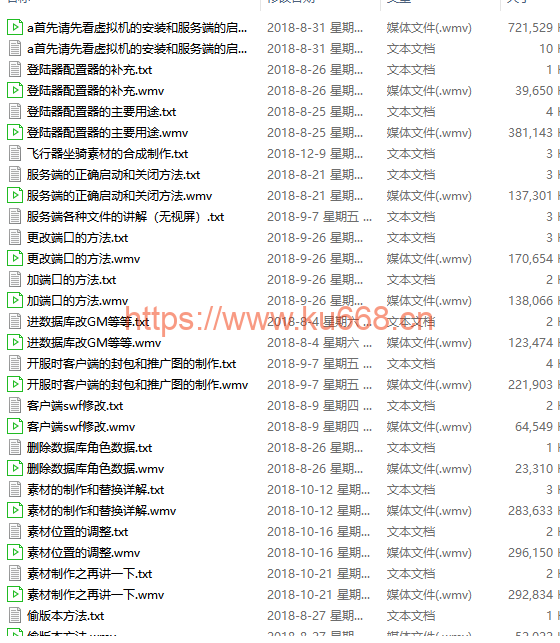 a首先请先看虚拟机的安装和服务端的启... 2018-8-31 星期... 媒体文件(.wmv) 721,529
a首先请先看虚拟机的安装和服务端的启... 2018-8-31 星期... 文本文档 10
登陆器配置器的补充.txt 2018-8-26 星期... 文本文档 1
登陆器配置器的补充.wmv 2018-8-26 星期... 媒体文件(.wmv) 39,650
登陆器配置器的主要用途.txt 2018-8-25 星期... 文本文档 4
登陆器配置器的主要用途.wmv 2018-8-25 星期... 媒体文件(.wmv) 381,143
飞行器坐骑素材的合成制作.txt 2018-12-9 星期... 文本文档 3
服务端的正确启动和关闭方法.txt 2018-8-21 星期... 文本文档 3
服务端的正确启动和关闭方法.wmv 2018-8-21 星期... 媒体文件(.wmv) 137,301
服务端各种文件的讲解（无视屏）.txt 2018-9-7 星期五 ... 文本文档 3
更改端口的方法.txt 2018-9-26 星期... 文本文档 3
更改端口的方法.wmv 2018-9-26 星期... 媒体文件(.wmv) 170,654
加端口的方法.txt 2018-9-26 星期... 文本文档 2
加端口的方法.wmv 2018-9-26 星期... 媒体文件(.wmv) 138,066
https://www.ku668.cn
进数据库改GM等等.txt 2018-8-4 星期六 ... 文本文档 2
进数据库改GM等等.wmv 2018-8-4 星期六 ... 媒体文件(.wmv) 123,474
开服时客户端的封包和推广图的制作.txt 2018-9-7 星期五 ... 文本文档 4
开服时客户端的封包和推广图的制作.wmv 2018-9-7 星期五 ... 媒体文件(.wmv) 221,903
客户端swf修改.txt 2018-8-9 星期四 ... 文本文档 2
客户端swf修改.wmv 2018-8-9 星期四 ... 媒体文件(.wmv) 64,549
删除数据库角色数据.txt 2018-8-26 星期... 文本文档 1
删除数据库角色数据.wmv 2018-8-26 星期... 媒体文件(.wmv) 23,310
素材的制作和替换详解.txt 2018-10-12 星期... 文本文档 3
素材的制作和替换详解.wmv 2018-10-12 星期... 媒体文件(.wmv) 283,633
素材位置的调整.txt 2018-10-16 星期... 文本文档 2
素材位置的调整.wmv 2018-10-16 星期... 媒体文件(.wmv) 296,150
素材制作之再讲一下.txt 2018-10-21 星期... 文本文档 2
素材制作之再讲一下.wmv 2018-10-21 星期... 媒体文件(.wmv) 292,834
偷版本方法.txt 2018-8-27 星期... 文本文档 1